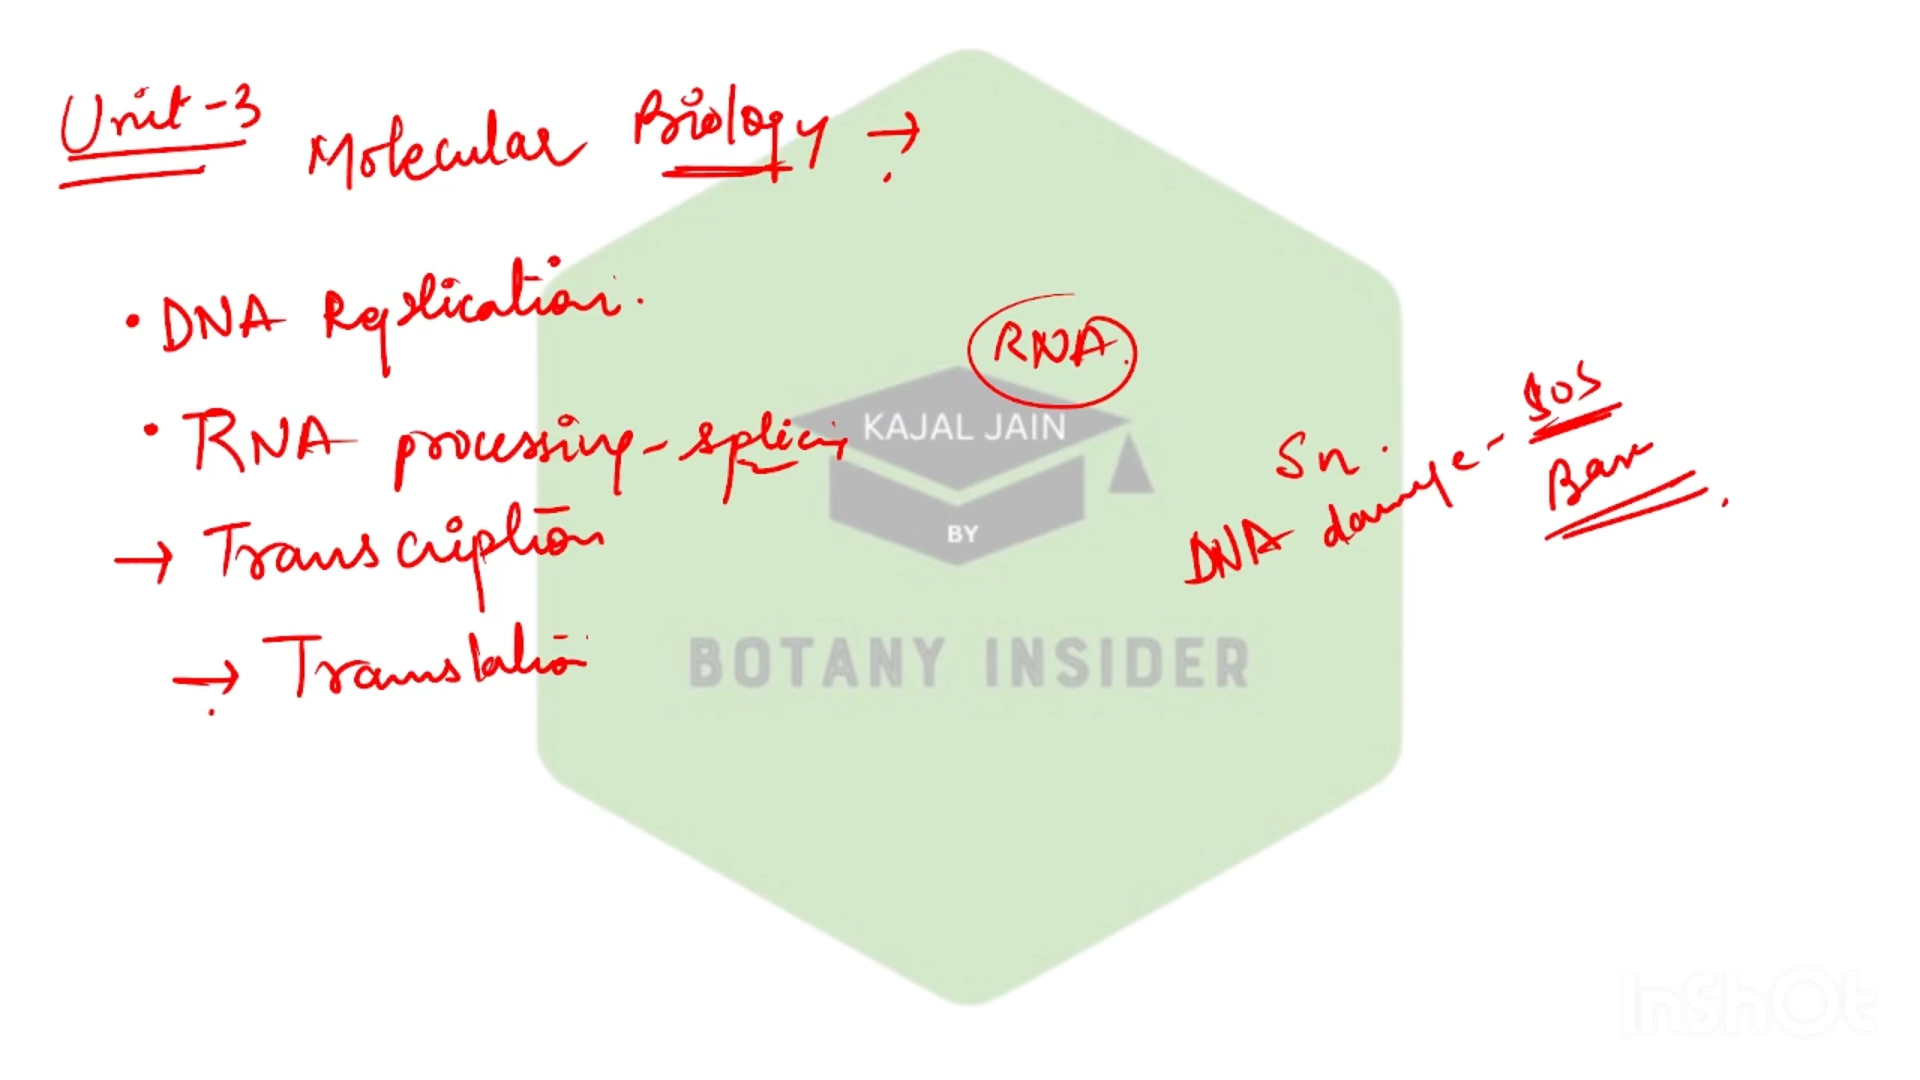 Unit-3 Molecular Biology →
• DNA Replication.
RNA.
• RNA processing - splicing
→ Transcription
→ Translation
Sn.
DNA damage - SOS
Base
KAJAL JAIN
BY
BOTANY INSIDER
InShOt